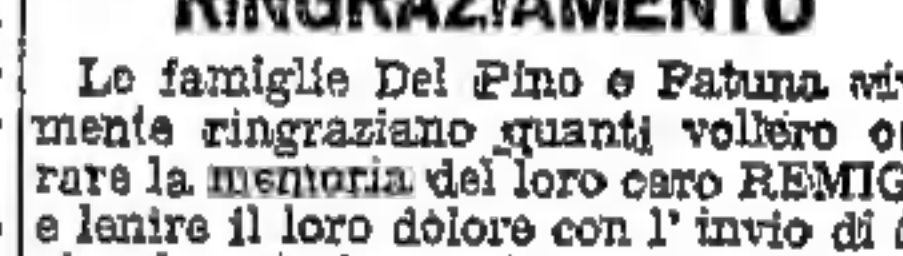 RINGRAZIAMENTO
Le famiglie Del Pino e Patuna
mente ringraziano quanti vollero
rare la memoria del loro caro REMIG
e lenire il loro dolore con l' invio di